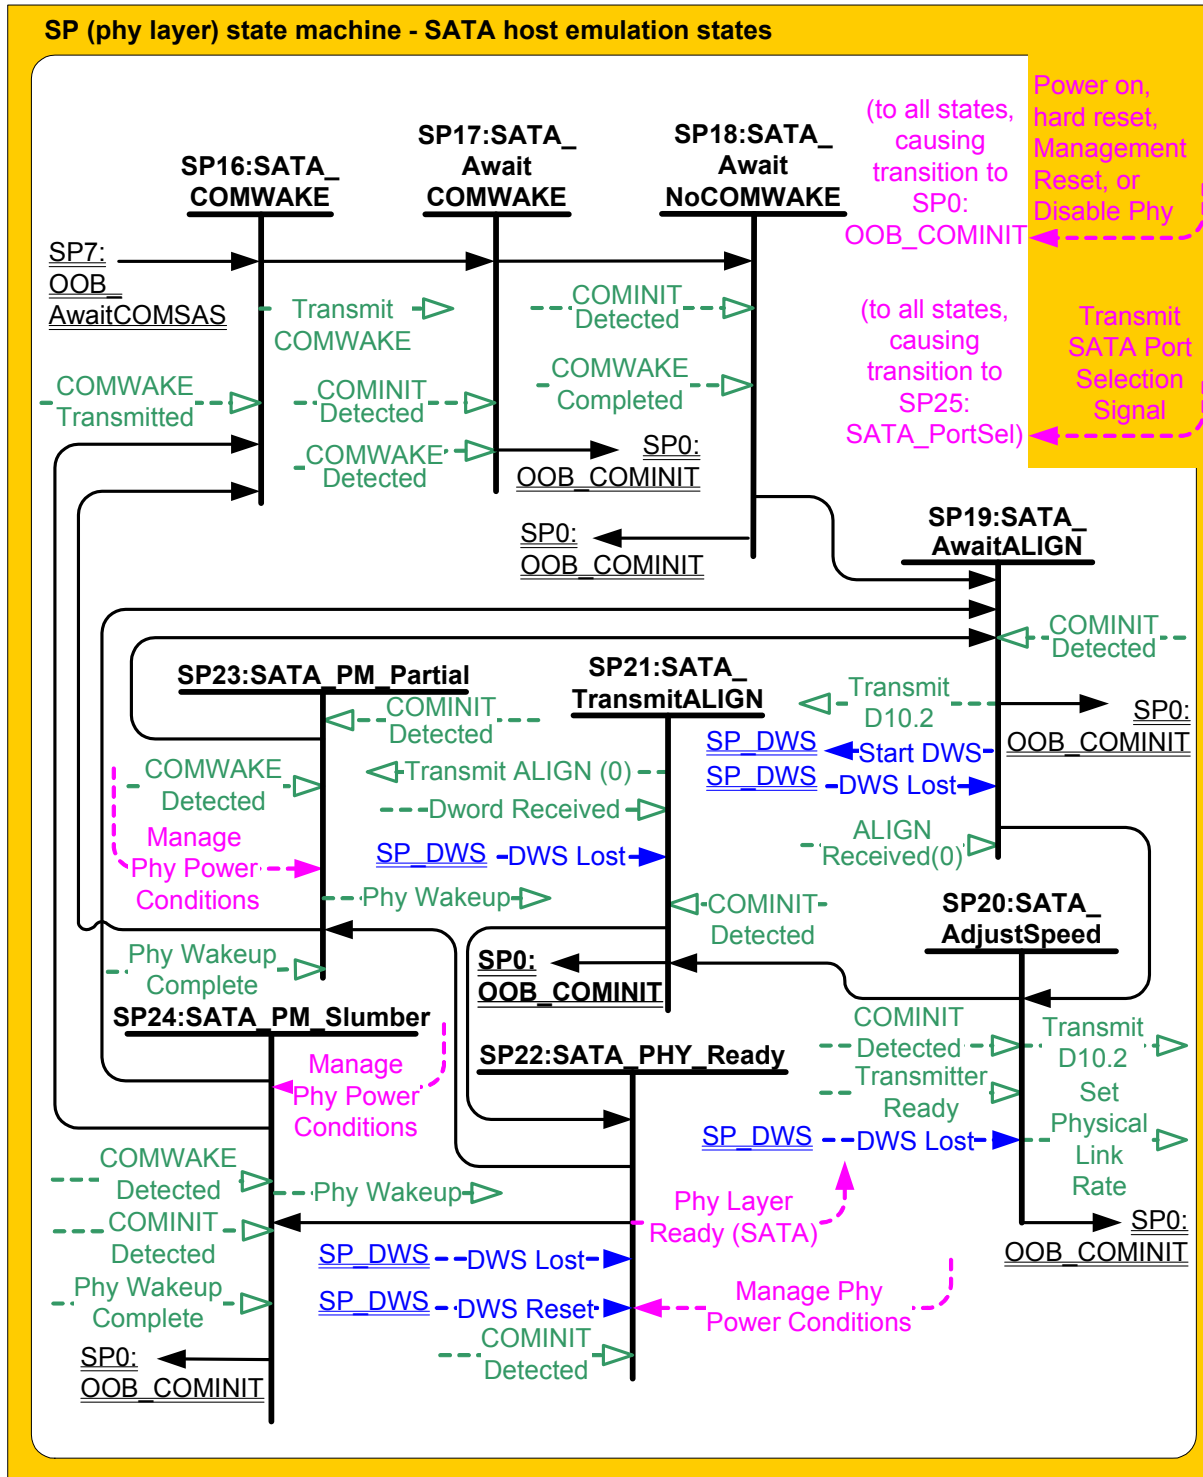 SP (phy layer) state machine - SATA host emulation states
SP16:SATA_
COMWAKE
SP17:SATA_
Await
COMWAKE
SP18:SATA_
Await
NoCOMWAKE
(to all states,
causing
transition to
SP0:
OOB_COMINIT
Power on,
hard reset,
Management
Reset, or
Disable Phy
SP7:
OOB_
AwaitCOMSAS
Transmit
COMWAKE
COMINIT
Detected
(to all states,
causing
transition to
SP25:
SATA_PortSel)
Transmit
SATA Port
Selection
Signal
COMWAKE
Transmitted
COMINIT
Detected
COMWAKE
Completed
COMWAKE
Detected
SP0:
OOB_COMINIT
SP0:
OOB_COMINIT
SP19:SATA_
AwaitALIGN
COMINIT
Detected
SP23:SATA_PM_Partial
SP21:SATA_
TransmitALIGN
COMINIT
Detected
Transmit
D10.2
SP0:
OOB_COMINIT
SP_DWS
Start DWS
SP_DWS
DWS Lost
COMWAKE
Detected
Transmit ALIGN (0)
Dword Received
Manage
Phy Power
Conditions
SP_DWS
DWS Lost
ALIGN
Received(0)
Phy Wakeup
COMINIT
Detected
SP20:SATA_
AdjustSpeed
Phy Wakeup
Complete
SP0:
OOB_COMINIT
SP24:SATA_PM_Slumber
Manage
Phy Power
Conditions
SP22:SATA_PHY_Ready
COMINIT
Detected
Transmit
D10.2
Transmitter
Ready
Set
Physical
Link
Rate
SP_DWS
DWS Lost
COMWAKE
Detected
Phy Wakeup
COMINIT
Detected
Phy Layer
Ready (SATA)
SP0:
OOB_COMINIT
SP_DWS
DWS Lost
Phy Wakeup
Complete
SP_DWS
DWS Reset
Manage Phy
Power Conditions
COMINIT
Detected
SP0:
OOB_COMINIT